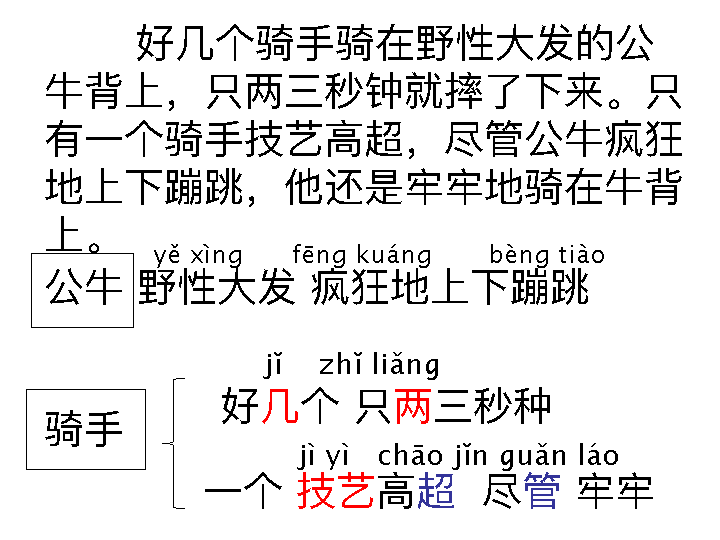 好几个骑手骑在野性大发的公
牛背上，只两三秒钟就摔了下来。只
有一个骑手技艺高超，尽管公牛疯狂
地上下蹦跳，他还是牢牢地骑在牛背
上。
yě xìng fēng kuáng bèng tiào
公牛 野性大发 疯狂地上下蹦跳
jǐ zhǐ liǎng
好几个 只两三秒种
骑手
jì yì chāo jǐn guǎn láo
一个 技艺高超 尽管 牢牢